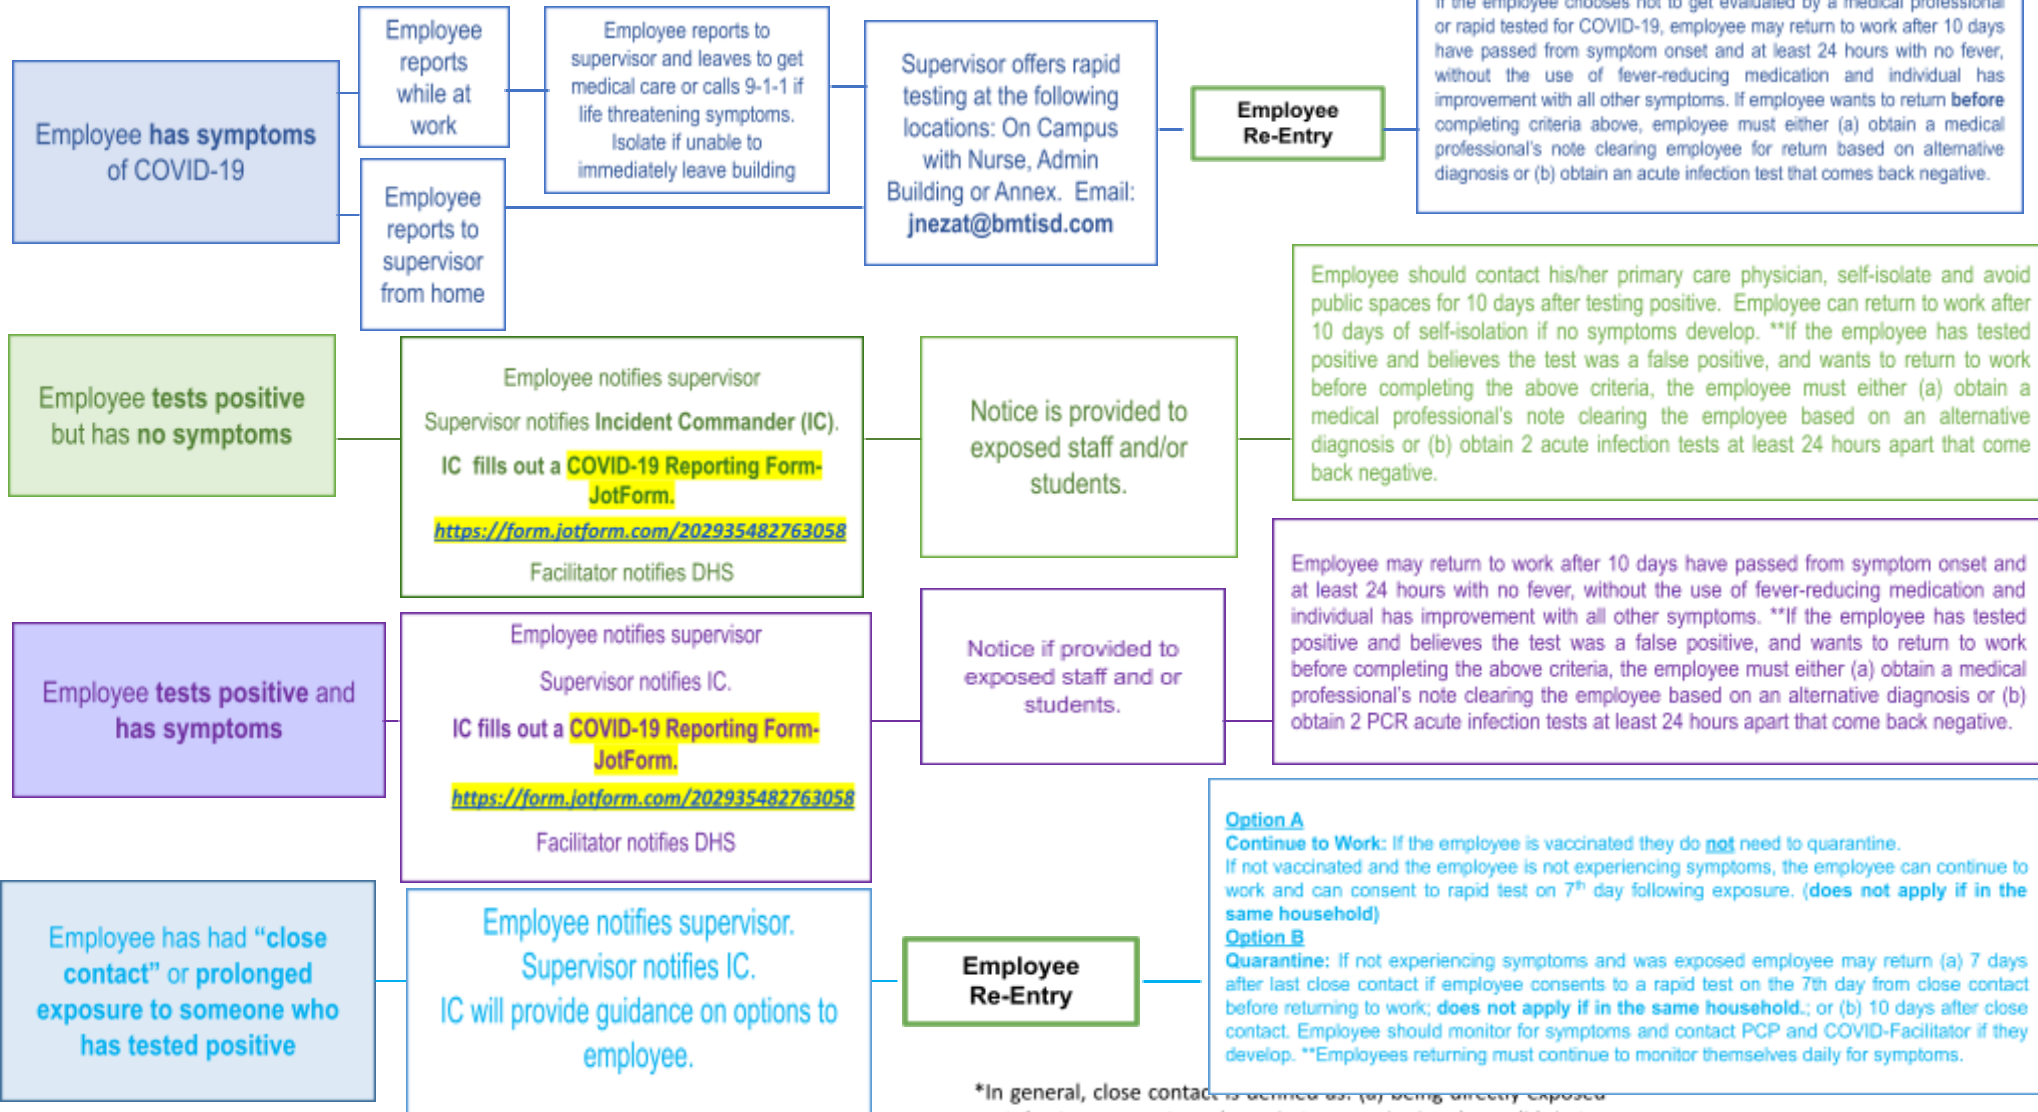 Employee has symptoms
of COVID-19
Employee
reports
while at
work
Employee
reports to
supervisor
from home
Employee reports to
supervisor and leaves to get
medical care or calls 9-1-1 if
life threatening symptoms.
Isolate if unable to
immediately leave building
Supervisor offers rapid
testing at the following
locations: On Campus
with Nurse, Admin
Building or Annex. Email:
jnezat@bmtisd.com
Employee
Re-Entry
If the employee chooses not to get evaluated by a medical professional
or rapid tested for COVID-19, employee may return to work after 10 days
have passed from symptom onset and at least 24 hours with no fever,
without the use of fever-reducing medication and individual has
improvement with all other symptoms. If employee wants to return before
completing criteria above, employee must either (a) obtain a medical
professional's note clearing employee for return based on alternative
diagnosis or (b) obtain an acute infection test that comes back negative.
Employee tests positive
but has no symptoms
Employee notifies supervisor
Supervisor notifies Incident Commander (IC).
IC fills out a COVID-19 Reporting Form-
JotForm.
https://form.jotform.com/202935482763058
Facilitator notifies DHS
Notice is provided to
exposed staff and/or
students.
Employee should contact his/her primary care physician, self-isolate and avoid
public spaces for 10 days after testing positive. Employee can return to work after
10 days of self-isolation if no symptoms develop. **If the employee has tested
positive and believes the test was a false positive, and wants to return to work
before completing the above criteria, the employee must either (a) obtain a
medical professional's note clearing the employee based on an alternative
diagnosis or (b) obtain 2 acute infection tests at least 24 hours apart that come
back negative.
Employee tests positive and
has symptoms
Employee notifies supervisor
Supervisor notifies IC.
IC fills out a COVID-19 Reporting Form-
JotForm.
https://form.jotform.com/202935482763058
Facilitator notifies DHS
Notice if provided to
exposed staff and or
students.
Employee may return to work after 10 days have passed from symptom onset and
at least 24 hours with no fever, without the use of fever-reducing medication and
individual has improvement with all other symptoms. **If the employee has tested
positive and believes the test was a false positive, and wants to return to work
before completing the above criteria, the employee must either (a) obtain a medical
professional's note clearing the employee based on an alternative diagnosis or (b)
obtain 2 PCR acute infection tests at least 24 hours apart that come back negative.
Employee has had “close
contact” or prolonged
exposure to someone who
has tested positive
Employee notifies supervisor.
Supervisor notifies IC.
IC will provide guidance on options to
employee.
Employee
Re-Entry
Option A
Continue to Work: If the employee is vaccinated they do not need to quarantine.
If not vaccinated and the employee is not experiencing symptoms, the employee can continue to
work and can consent to rapid test on 7th day following exposure. (does not apply if in the
same household)
Option B
Quarantine: If not experiencing symptoms and was exposed employee may return (a) 7 days
after last close contact if employee consents to a rapid test on the 7th day from close contact
before returning to work; does not apply if in the same household.; or (b) 10 days after close
contact. Employee should monitor for symptoms and contact PCP and COVID-Facilitator if they
develop. **Employees returning must continue to monitor themselves daily for symptoms.
*In general, close contact is defined as: (a) being directly exposed